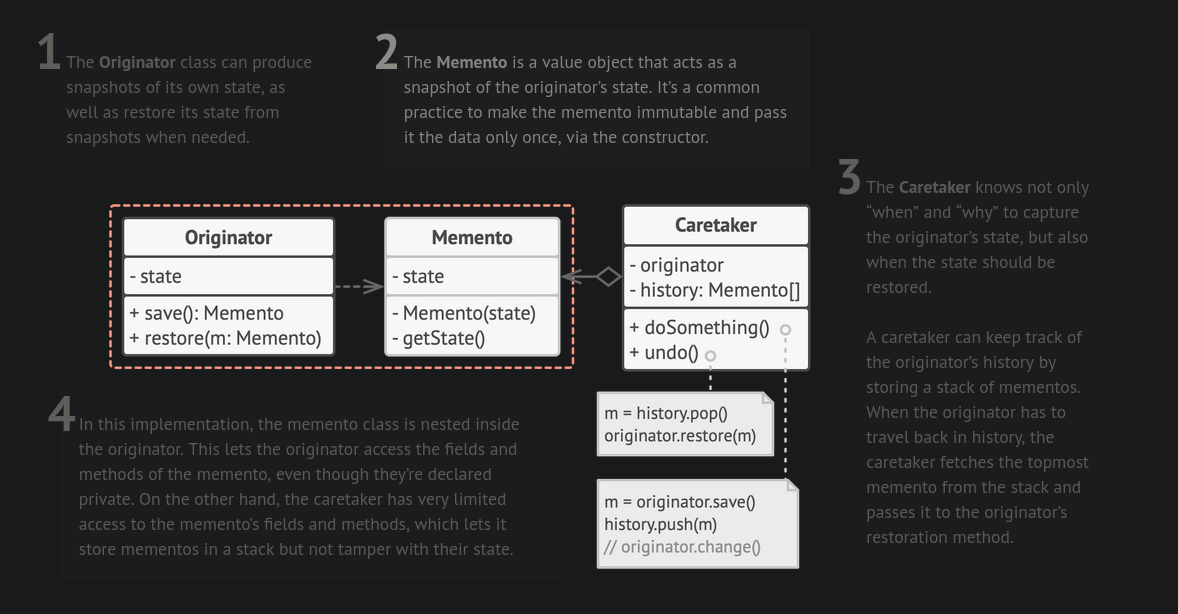 1
The Originator class can produce
snapshots of its own state, as
well as restore its state from
snapshots when needed.
2
The Memento is a value object that acts as a
snapshot of the originator’s state. It’s a common
practice to make the memento immutable and pass
it the data only once, via the constructor.
3
The Caretaker knows not only
“when” and “why” to capture
the originator’s state, but also
when the state should be
restored.
A caretaker can keep track of
the originator’s history by
storing a stack of mementos.
When the originator has to
travel back in history, the
caretaker fetches the topmost
memento from the stack and
passes it to the originator’s
restoration method.
Originator
- state
+ save(): Memento
+ restore(m: Memento)
Memento
- state
- Memento(state)
- getState()
Caretaker
- originator
- history: Memento[]
+ doSomething()
+ undo()
m = history.pop()
originator.restore(m)
m = originator.save()
history.push(m)
// originator.change()
4
In this implementation, the memento class is nested inside
the originator. This lets the originator access the fields and
methods of the memento, even though they’re declared
private. On the other hand, the caretaker has very limited
access to the memento’s fields and methods, which lets it
store mementos in a stack but not tamper with their state.